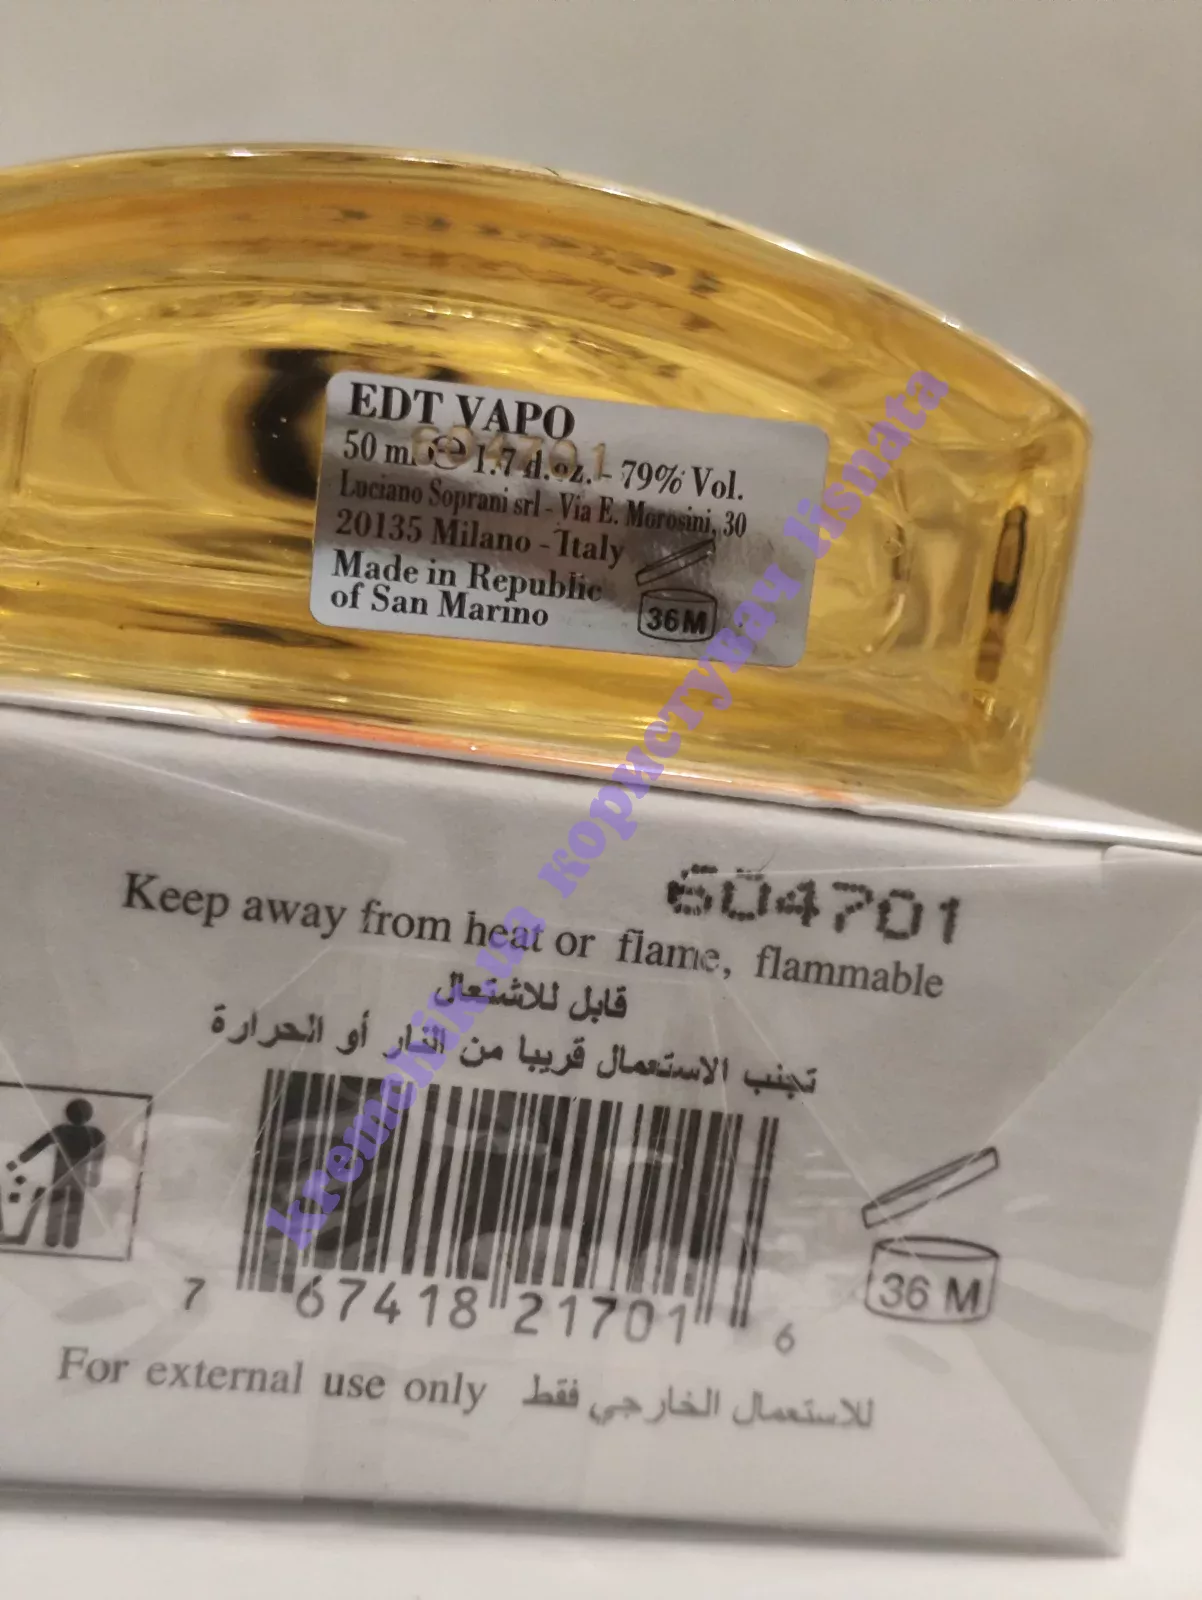 EDT VAPO
50 ml ℮ 1.7 fl.oz. - 79% Vol.
604701
Luciano Soprani srl - Via E. Morosini, 30
20135 Milano - Italy
Made in Republic
of San Marino
36M
604701
Keep away from heat or flame, flammable
قابل للاشتعال
تجنب الاستعمال قريبا من النار أو الحرارة
36 M
7 67418 21701 6
For external use only للاستعمال الخارجي فقط
kremchik.ua користувач lisnata